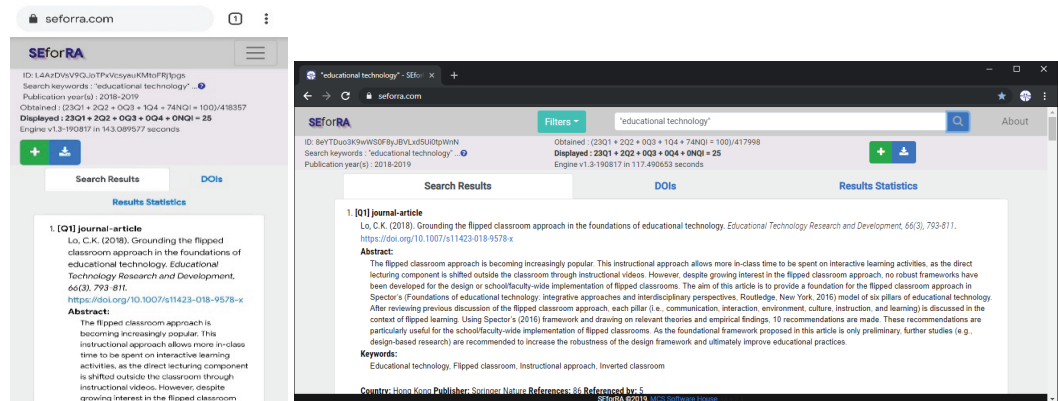 seforra.com
1
SEforRA
ID: L4AzDVsV9QJoTPxVcsyauKMtoFRj1pgs
Search keywords : "educational technology" ...
Publication year(s) : 2018-2019
Obtained : (23Q1 + 2Q2 + 0Q3 + 1Q4 + 74NQI = 100)/418357
Displayed : 23Q1 + 2Q2 + 0Q3 + 0Q4 + 0NQI = 25
Engine v1.3-190817 in 143.089577 seconds
Search Results
DOIs
Results Statistics
1. [Q1] journal-article
Lo, C.K. (2018). Grounding the flipped
classroom approach in the foundations of
educational technology. Educational
Technology Research and Development,
66(3), 793-811.
https://doi.org/10.1007/s11423-018-9578-x
Abstract:
The flipped classroom approach is
becoming increasingly popular. This
instructional approach allows more in-class
time to be spent on interactive learning
activities, as the direct lecturing component
is shifted outside the classroom through
instructional videos. However, despite
growing interest in the flipped classroom
"educational technology" - SEfor
seforra.com
SEforRA
Filters
"educational technology"
About
ID: 8eYTDuo3K9wWS0F8yJBVLxd5Ui0tpWnN
Search keywords : "educational technology" ...
Publication year(s) : 2018-2019
Obtained : (23Q1 + 2Q2 + 0Q3 + 1Q4 + 74NQI = 100)/417998
Displayed : 23Q1 + 2Q2 + 0Q3 + 0Q4 + 0NQI = 25
Engine v1.3-190817 in 117.490653 seconds
Search Results
DOIs
Results Statistics
1. [Q1] journal-article
Lo, C.K. (2018). Grounding the flipped classroom approach in the foundations of educational technology. Educational Technology Research and Development, 66(3), 793-811.
https://doi.org/10.1007/s11423-018-9578-x
Abstract:
The flipped classroom approach is becoming increasingly popular. This instructional approach allows more in-class time to be spent on interactive learning activities, as the direct
lecturing component is shifted outside the classroom through instructional videos. However, despite growing interest in the flipped classroom approach, no robust frameworks have
been developed for the design or school/faculty-wide implementation of flipped classrooms. The aim of this article is to provide a foundation for the flipped classroom approach in
Spector's (Foundations of educational technology: integrative approaches and interdisciplinary perspectives, Routledge, New York, 2016) model of six pillars of educational technology.
After reviewing previous discussion of the flipped classroom approach, each pillar (i.e., communication, interaction, environment, culture, instruction, and learning) is discussed in the
context of flipped learning. Using Spector's (2016) framework and drawing on relevant theories and empirical findings, 10 recommendations are made. These recommendations are
particularly useful for the school/faculty-wide implementation of flipped classrooms. As the foundational framework proposed in this article is only preliminary, further studies (e.g.,
design-based research) are recommended to increase the robustness of the design framework and ultimately improve educational practices.
Keywords:
Educational technology, Flipped classroom, Instructional approach, Inverted classroom
Country: Hong Kong Publisher: Springer Nature References: 86 Referenced by: 5
SEforRA ©2019, MCS Software House